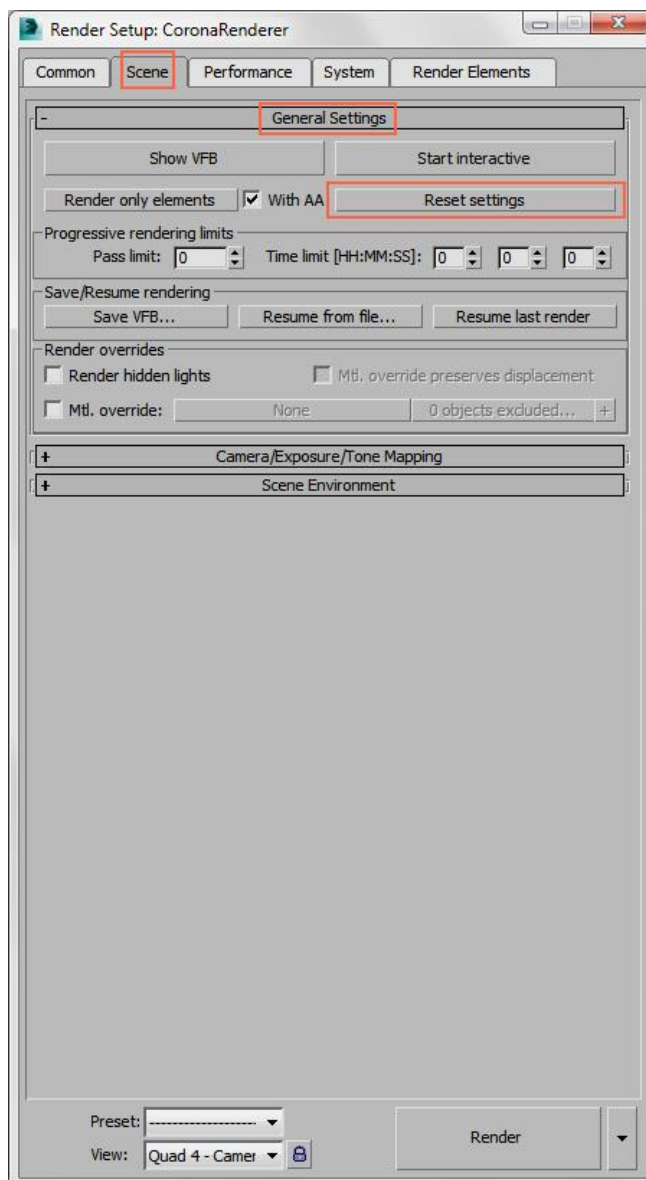 Render Setup: CoronaRenderer
Common Scene Performance System Render Elements
- General Settings
Show VFB Start interactive
Render only elements With AA Reset settings
Progressive rendering limits
Pass limit: 0 Time limit [HH:MM:SS]: 0 0 0
Save/Resume rendering
Save VFB... Resume from file... Resume last render
Render overrides
Render hidden lights Mtl. override preserves displacement
Mtl. override: None 0 objects excluded... +
+ Camera/Exposure/Tone Mapping
+ Scene Environment
Preset: --------------------
View: Quad 4 - Camer
Render